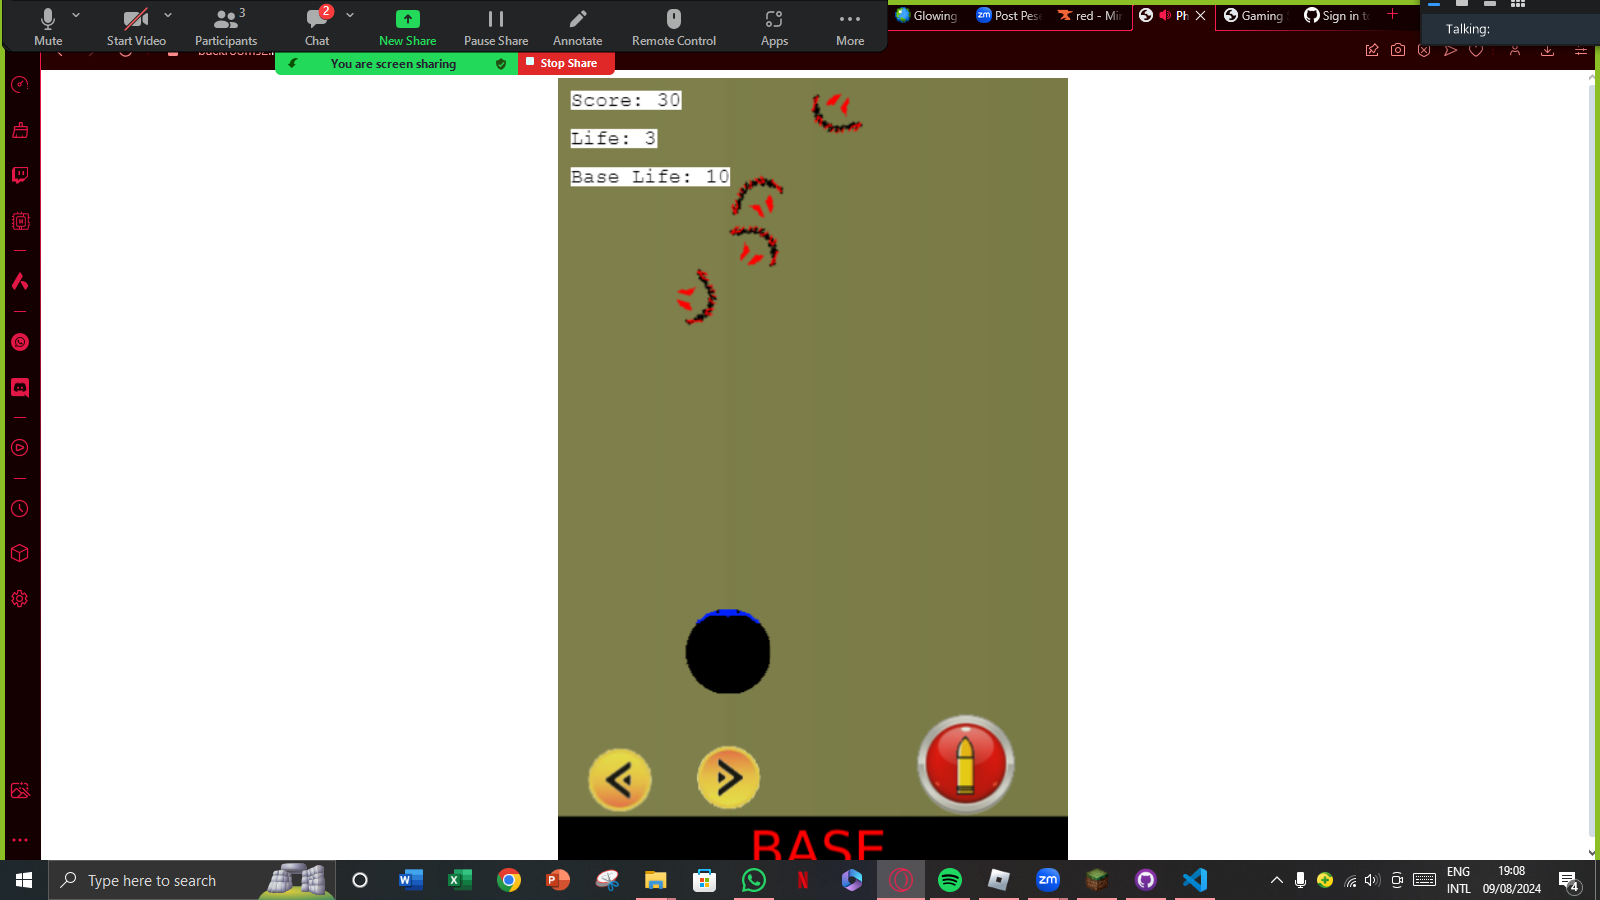 Mute
Start Video
Participants
3
Chat
2
New Share
Pause Share
Annotate
Remote Control
Apps
More
Glowing
zm Post Pes
red - Mi
Ph
Gaming
Sign in t
Talking:
You are screen sharing
Stop Share
Score: 30
Life: 3
Base Life: 10
BASE
Type here to search
zm
ENG
INTL
19:08
09/08/2024
4